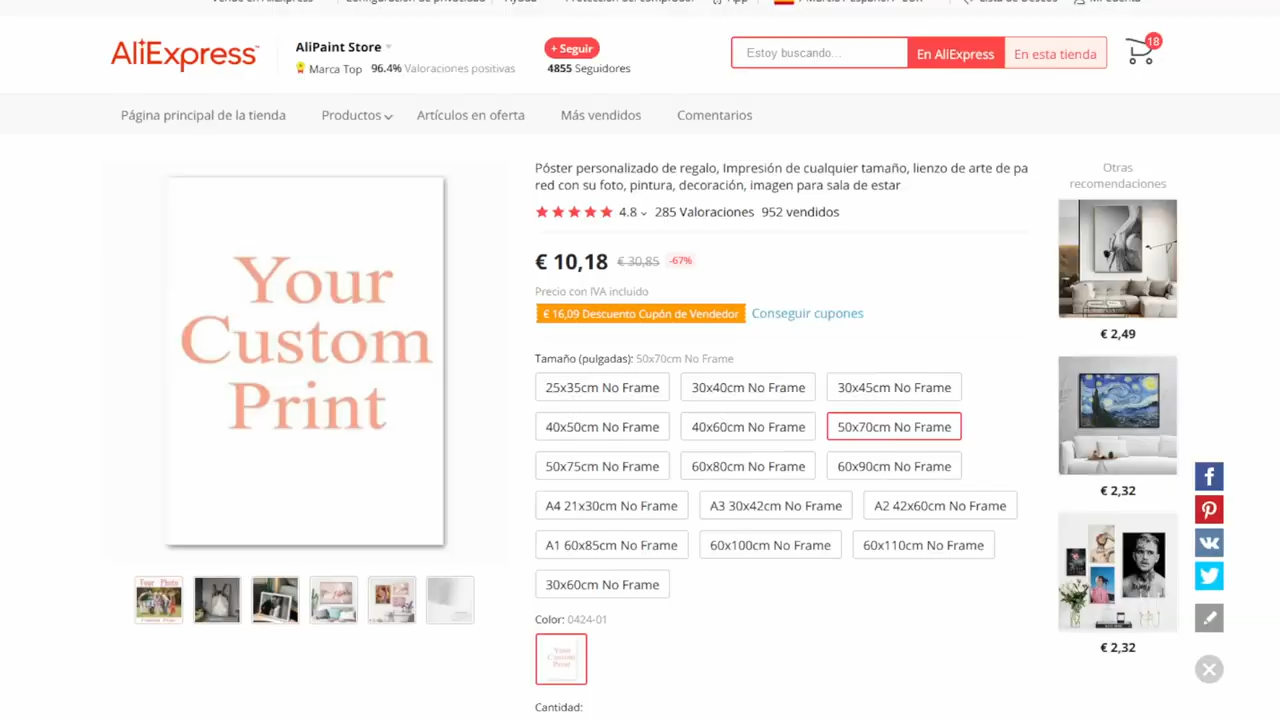 AliExpress™
AliPaint Store
Marca Top 96.4% Valoraciones positivas
+ Seguir
4855 Seguidores
Estoy buscando...
En AliExpress
En esta tienda
18
Página principal de la tienda
Productos
Artículos en oferta
Más vendidos
Comentarios
Your
Custom
Print
Póster personalizado de regalo, Impresión de cualquier tamaño, lienzo de arte de pa
red con su foto, pintura, decoración, imagen para sala de estar
4.8 285 Valoraciones 952 vendidos
€ 10,18 € 30,85 -67%
Precio con IVA incluido
€ 16,09 Descuento Cupón de Vendedor Conseguir cupones
Tamaño (pulgadas): 50x70cm No Frame
25x35cm No Frame 30x40cm No Frame 30x45cm No Frame
40x50cm No Frame 40x60cm No Frame 50x70cm No Frame
50x75cm No Frame 60x80cm No Frame 60x90cm No Frame
A4 21x30cm No Frame A3 30x42cm No Frame A2 42x60cm No Frame
A1 60x85cm No Frame 60x100cm No Frame 60x110cm No Frame
30x60cm No Frame
Color: 0424-01
Your
Custom
Print
Cantidad:
Your Photo
Otras
recomendaciones
€ 2,49
€ 2,32
€ 2,32